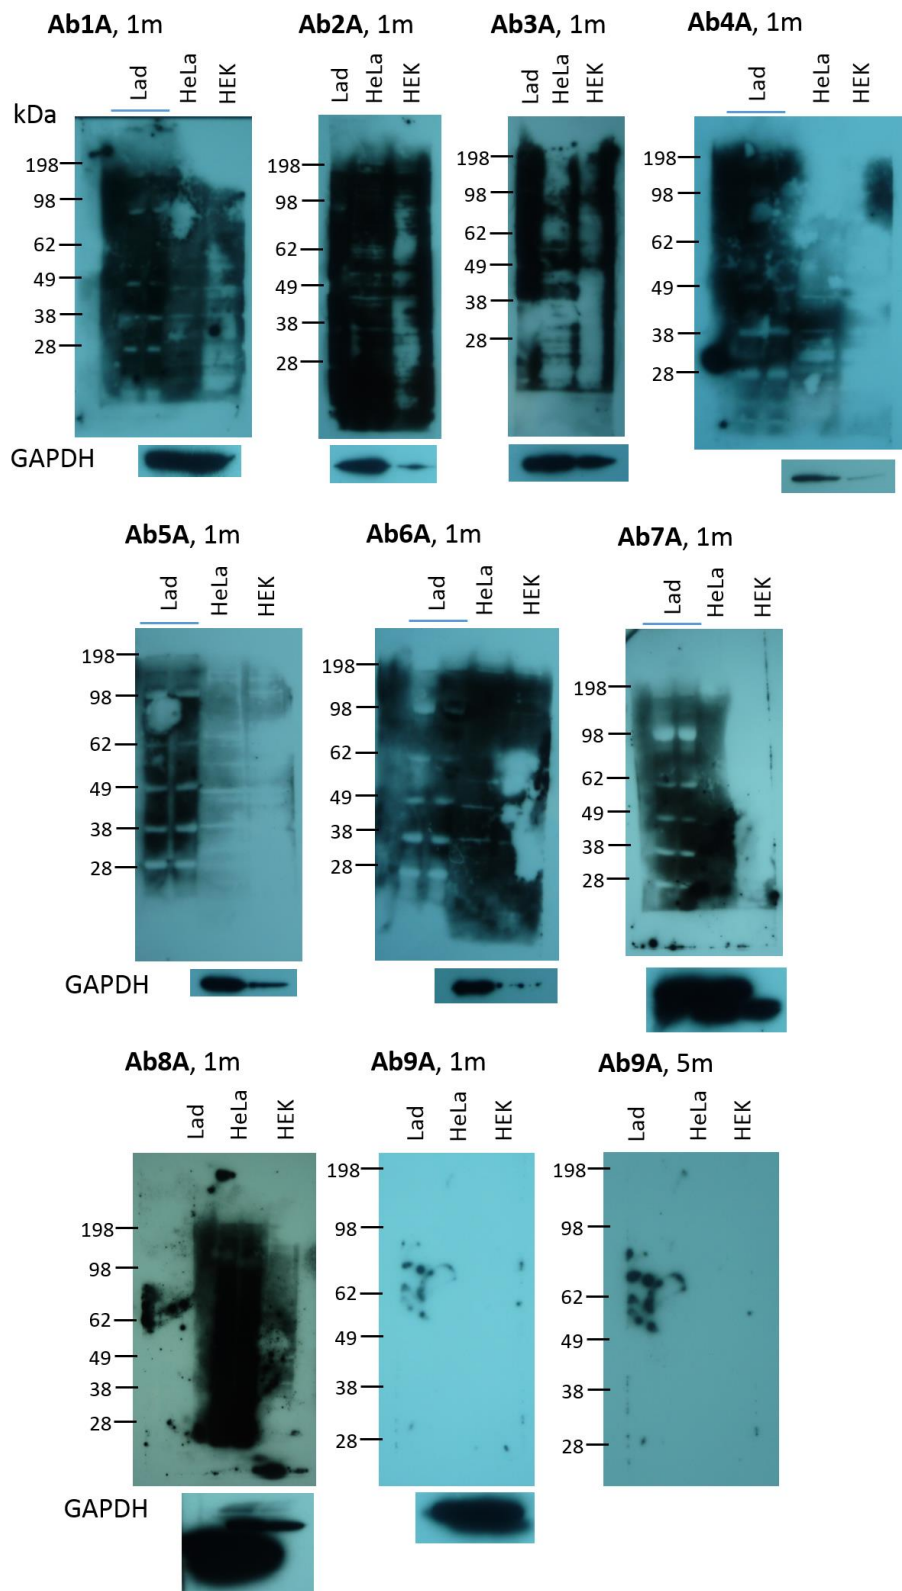 Ab1A, 1m
Ab2A, 1m
Ab3A, 1m
Ab4A, 1m
Lad
HeLa
HEK
Lad
HeLa
HEK
Lad
HeLa
HEK
Lad
HeLa
HEK
kDa
198
98
62
49
38
28
198
98
62
49
38
28
198
98
62
49
38
28
198
98
62
49
38
28
GAPDH
Ab5A, 1m
Ab6A, 1m
Ab7A, 1m
Lad
HeLa
HEK
Lad
HeLa
HEK
Lad
HeLa
HEK
198
98
62
49
38
28
198
98
62
49
38
28
198
98
62
49
38
28
GAPDH
Ab8A, 1m
Ab9A, 1m
Ab9A, 5m
Lad
HeLa
HEK
Lad
HeLa
HEK
Lad
HeLa
HEK
198
98
62
49
38
28
198
98
62
49
38
28
198
98
62
49
38
28
GAPDH